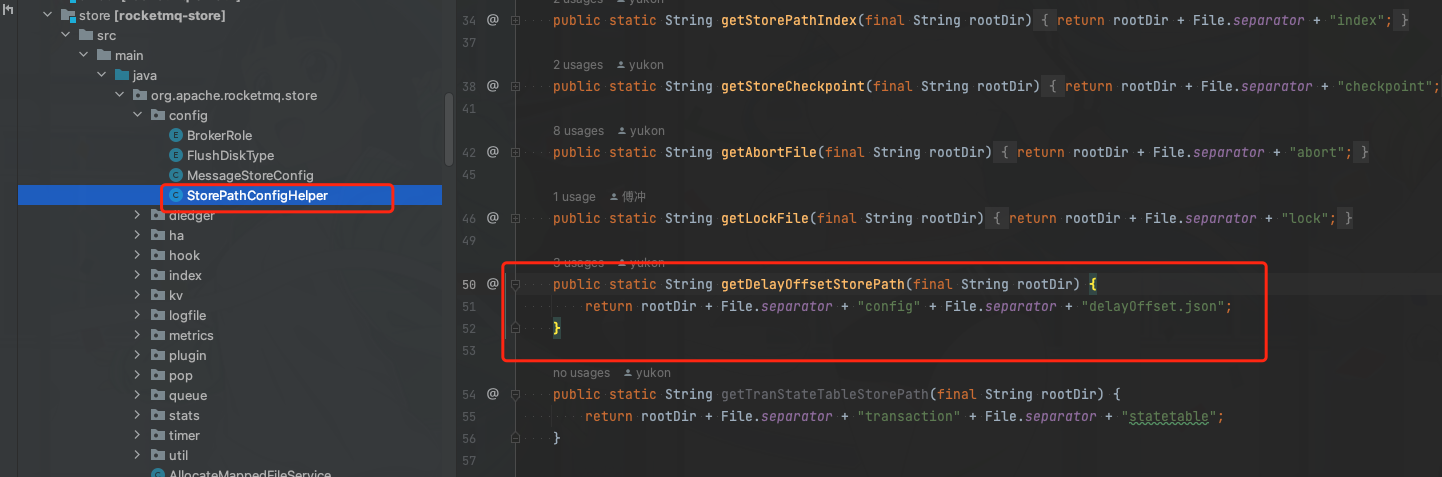 store [rocketmq-store]
src
main
java
org.apache.rocketmq.store
config
BrokerRole
FlushDiskType
MessageStoreConfig
StorePathConfigHelper
dledger
ha
hook
index
kv
logfile
metrics
plugin
pop
queue
stats
timer
util
AllocateMappedFileService
2 usages yukon
34 @ public static String getStorePathIndex(final String rootDir) { return rootDir + File.separator + "index"; }
37
2 usages yukon
38 @ public static String getStoreCheckpoint(final String rootDir) { return rootDir + File.separator + "checkpoint";
41
8 usages yukon
42 @ public static String getAbortFile(final String rootDir) { return rootDir + File.separator + "abort"; }
45
1 usage 傅冲
46 @ public static String getLockFile(final String rootDir) { return rootDir + File.separator + "lock"; }
49
3 usages yukon
50 @ public static String getDelayOffsetStorePath(final String rootDir) {
51 return rootDir + File.separator + "config" + File.separator + "delayOffset.json";
52 }
53
no usages yukon
54 @ public static String getTranStateTableStorePath(final String rootDir) {
55 return rootDir + File.separator + "transaction" + File.separator + "statetable";
56 }
57